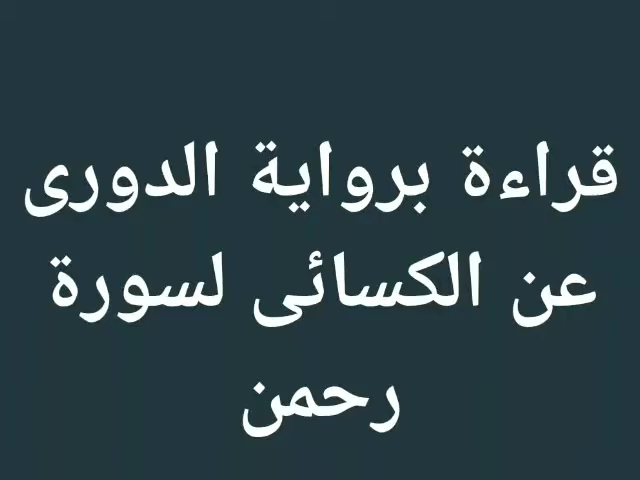 قراءة برواية الدورى
عن الكسائى لسورة
رحمن